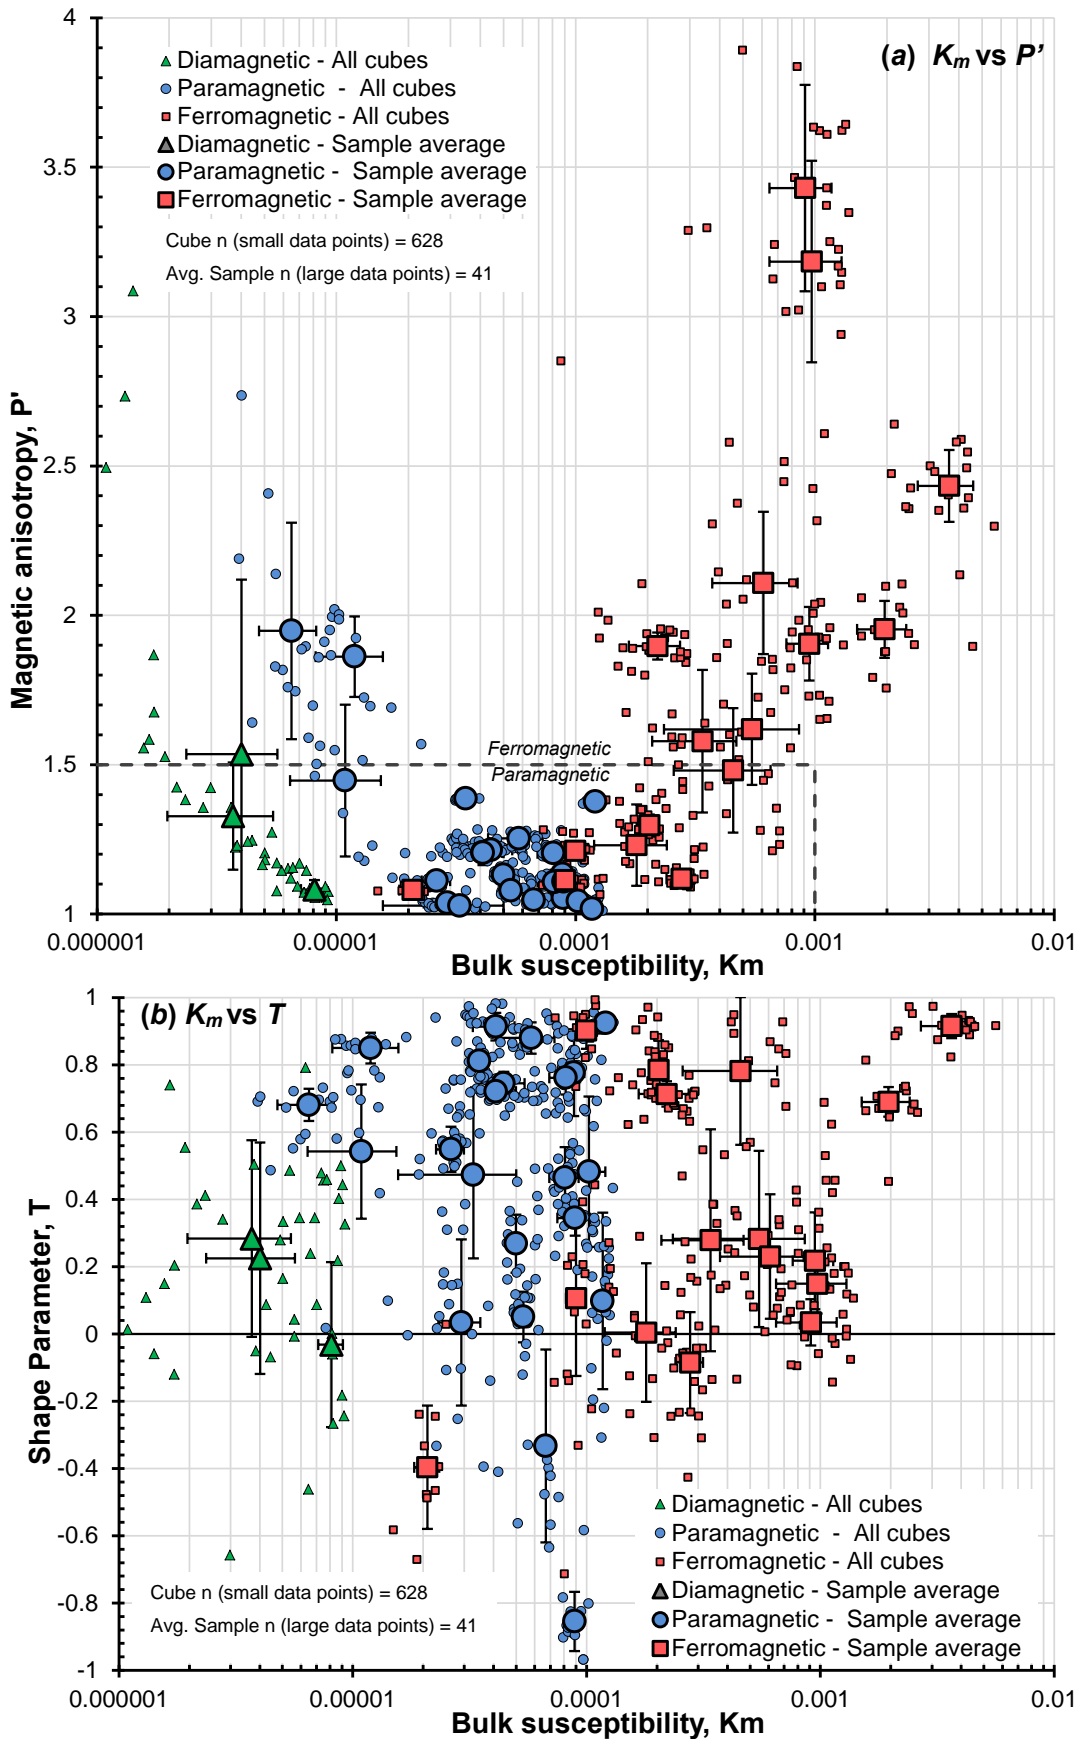 4
(a) Km vs P'
Diamagnetic - All cubes
Paramagnetic - All cubes
Ferromagnetic - All cubes
Diamagnetic - Sample average
Paramagnetic - Sample average
Ferromagnetic - Sample average
Cube n (small data points) = 628
Avg. Sample n (large data points) = 41
3.5
3
2.5
2
1.5
1
Magnetic anisotropy, P'
Ferromagnetic
Paramagnetic
0.000001
0.00001
0.0001
0.001
0.01
Bulk susceptibility, Km
(b) Km vs T
1
0.8
0.6
0.4
0.2
0
-0.2
-0.4
-0.6
-0.8
-1
Shape Parameter, T
Diamagnetic - All cubes
Paramagnetic - All cubes
Ferromagnetic - All cubes
Diamagnetic - Sample average
Paramagnetic - Sample average
Ferromagnetic - Sample average
Cube n (small data points) = 628
Avg. Sample n (large data points) = 41
0.000001
0.00001
0.0001
0.001
0.01
Bulk susceptibility, Km